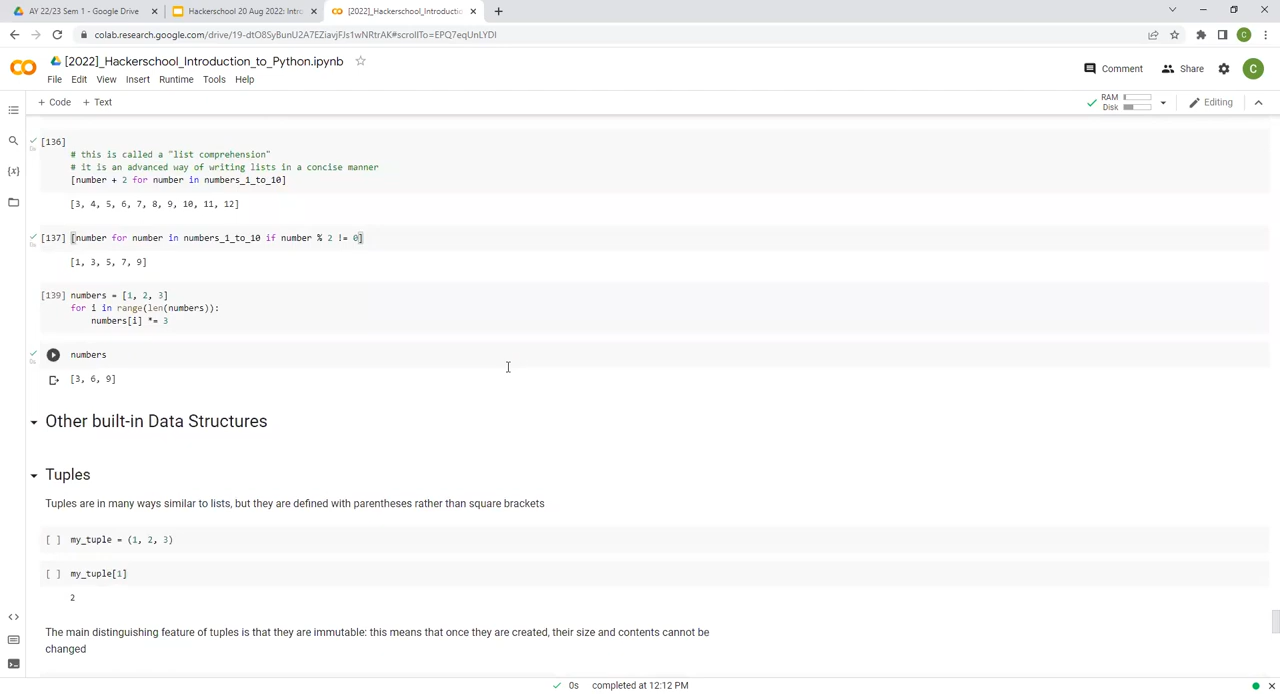 AY 22/23 Sem 1 - Google Drive
Hackerschool 20 Aug 2022: Intro
[2022]_Hackerschool_Introductio
colab.research.google.com/drive/19-dtO8SyBunU2A7EZiavjFJs1wNRtrAK#scrollTo=EPQ7eqUnLYDI
C
[2022]_Hackerschool_Introduction_to_Python.ipynb
File Edit View Insert Runtime Tools Help
Comment Share C
+ Code + Text
RAM
Disk
Editing
[136]
# this is called a "list comprehension"
# it is an advanced way of writing lists in a concise manner
[number + 2 for number in numbers_1_to_10]
[3, 4, 5, 6, 7, 8, 9, 10, 11, 12]
[137] [number for number in numbers_1_to_10 if number % 2 != 0]
[1, 3, 5, 7, 9]
[139] numbers = [1, 2, 3]
for i in range(len(numbers)):
numbers[i] *= 3
numbers
[3, 6, 9]
Other built-in Data Structures
Tuples
Tuples are in many ways similar to lists, but they are defined with parentheses rather than square brackets
[ ] my_tuple = (1, 2, 3)
[ ] my_tuple[1]
2
The main distinguishing feature of tuples is that they are immutable: this means that once they are created, their size and contents cannot be
changed
0s completed at 12:12 PM